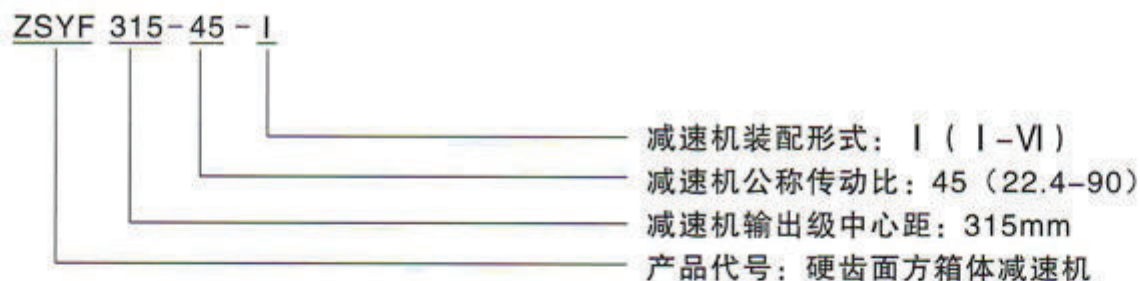 ZSYF 315-45-Ⅰ
减速机装配形式：Ⅰ（Ⅰ-Ⅵ）
减速机公称传动比：45（22.4-90）
减速机输出级中心距：315mm
产品代号：硬齿面方箱体减速机